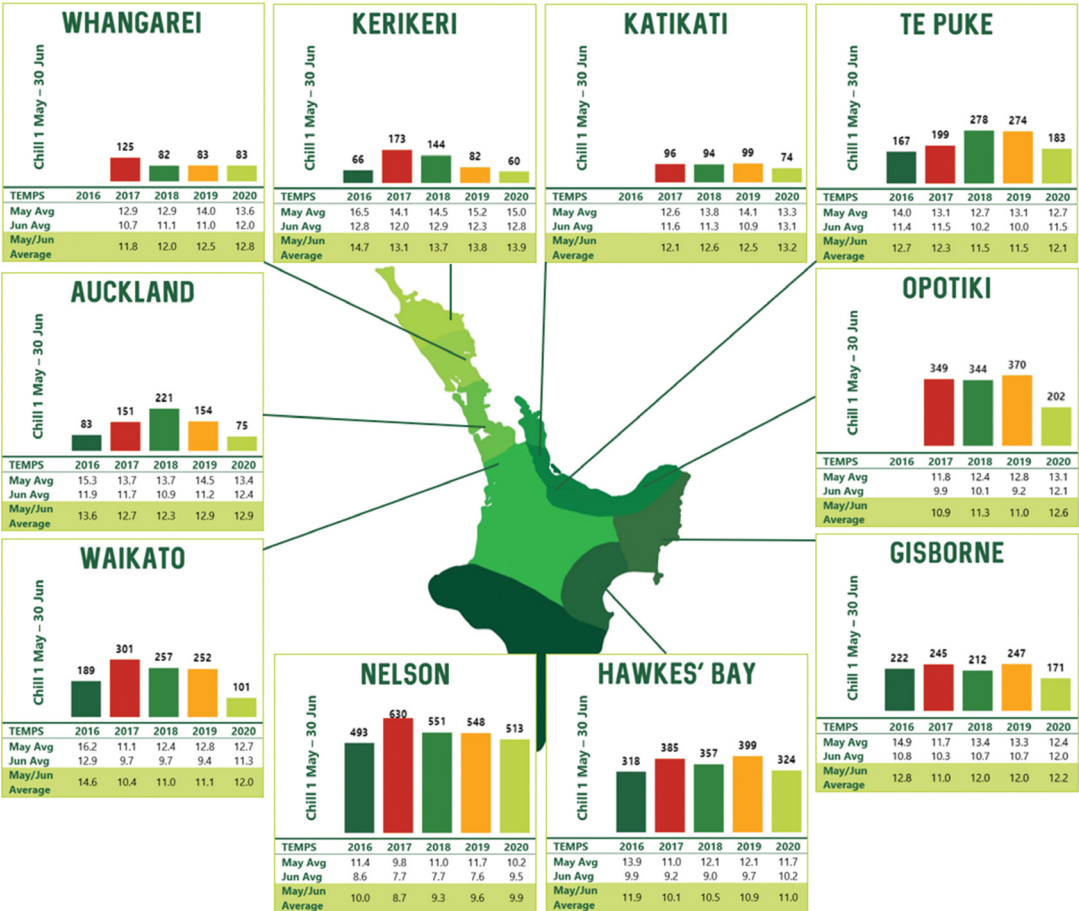 WHANGAREI
Chill 1 May – 30 Jun
125 82 83 83
TEMPS 2016 2017 2018 2019 2020
May Avg 12.9 12.9 14.0 13.6
Jun Avg 10.7 11.1 11.0 12.0
May/Jun
Average 11.8 12.0 12.5 12.8
KERIKERI
Chill 1 May – 30 Jun
66 173 144 82 60
TEMPS 2016 2017 2018 2019 2020
May Avg 16.5 14.1 14.5 15.2 15.0
Jun Avg 12.8 12.0 12.9 12.3 12.8
May/Jun
Average 14.7 13.1 13.7 13.8 13.9
KATIKATI
Chill 1 May – 30 Jun
96 94 99 74
TEMPS 2016 2017 2018 2019 2020
May Avg 12.6 13.8 14.1 13.3
Jun Avg 11.6 11.3 10.9 13.1
May/Jun
Average 12.1 12.6 12.5 13.2
TE PUKE
Chill 1 May – 30 Jun
167 199 278 274 183
TEMPS 2016 2017 2018 2019 2020
May Avg 14.0 13.1 12.7 13.1 12.7
Jun Avg 11.4 11.5 10.2 10.0 11.5
May/Jun
Average 12.7 12.3 11.5 11.5 12.1
AUCKLAND
Chill 1 May – 30 Jun
83 151 221 154 75
TEMPS 2016 2017 2018 2019 2020
May Avg 15.3 13.7 13.7 14.5 13.4
Jun Avg 11.9 11.7 10.9 11.2 12.4
May/Jun
Average 13.6 12.7 12.3 12.9 12.9
OPOTIKI
Chill 1 May – 30 Jun
349 344 370 202
TEMPS 2016 2017 2018 2019 2020
May Avg 11.8 12.4 12.8 13.1
Jun Avg 9.9 10.1 9.2 12.1
May/Jun
Average 10.9 11.3 11.0 12.6
WAIKATO
Chill 1 May – 30 Jun
189 301 257 252 101
TEMPS 2016 2017 2018 2019 2020
May Avg 16.2 11.1 12.4 12.8 12.7
Jun Avg 12.9 9.7 9.7 9.4 11.3
May/Jun
Average 14.6 10.4 11.0 11.1 12.0
GISBORNE
Chill 1 May – 30 Jun
222 245 212 247 171
TEMPS 2016 2017 2018 2019 2020
May Avg 14.9 11.7 13.4 13.3 12.4
Jun Avg 10.8 10.3 10.7 10.7 12.0
May/Jun
Average 12.8 11.0 12.0 12.0 12.2
NELSON
Chill 1 May – 30 Jun
493 630 551 548 513
TEMPS 2016 2017 2018 2019 2020
May Avg 11.4 9.8 11.0 11.7 10.2
Jun Avg 8.6 7.7 7.7 7.6 9.5
May/Jun
Average 10.0 8.7 9.3 9.6 9.9
HAWKES' BAY
Chill 1 May – 30 Jun
318 385 357 399 324
TEMPS 2016 2017 2018 2019 2020
May Avg 13.9 11.0 12.1 12.1 11.7
Jun Avg 9.9 9.2 9.0 9.7 10.2
May/Jun
Average 11.9 10.1 10.5 10.9 11.0